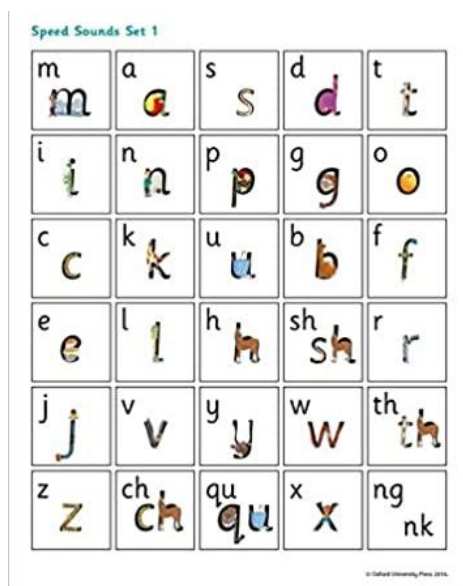 Speed Sounds Set 1
m a s d t
m a s d t
i n p g o
i n p g o
c k u b f
c k u b f
e l h sh r
e l h sh r
j v y w th
j v y w th
z ch qu x ng
z ch qu x nk
© Oxford University Press 2016.